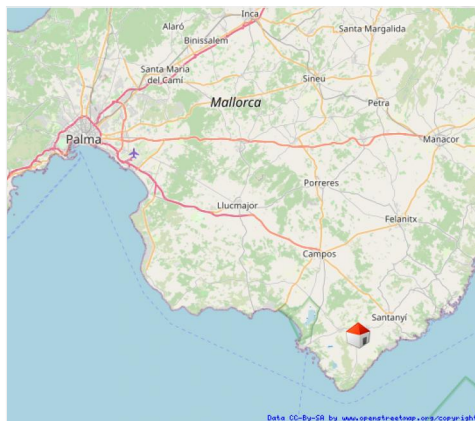 Inca
Alaró
Binissalem
Santa Margalida
Santa Maria
del Camí
Sineu
Mallorca
Petra
Palma
Manacor
Porreres
Llucmajor
Felanitx
Campos
Santanyí
Data CC-By-SA by www.openstreetmap.org/copyright